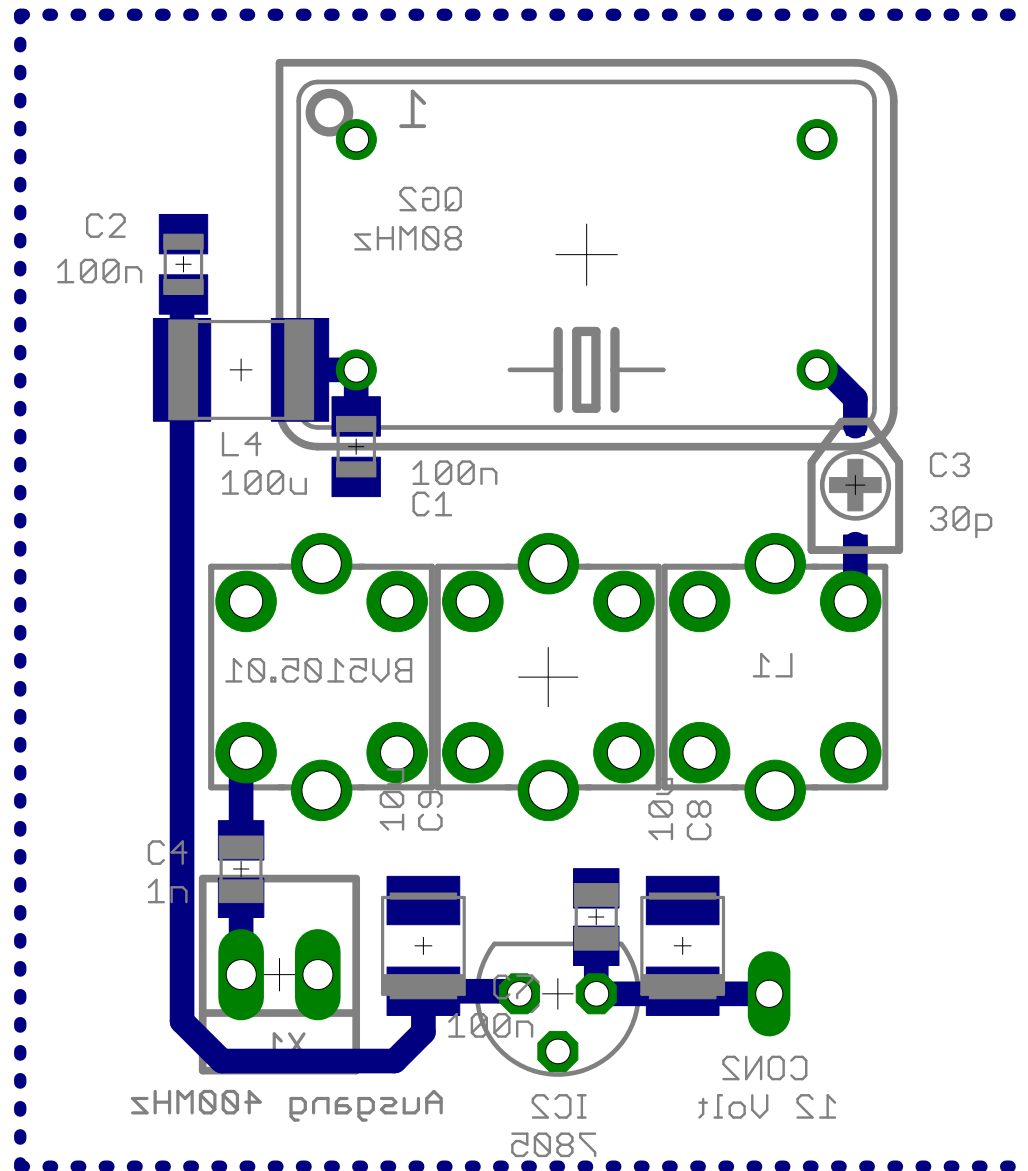 1
QG2
80MHz
C2
100n
L4
100u
100n
C1
C3
30p
BV5105.01
L1
10u
C9
10u
C8
C4
1n
C7
100n
X1
Ausgang 400MHz
CON2
12 Volt
IC2
7805